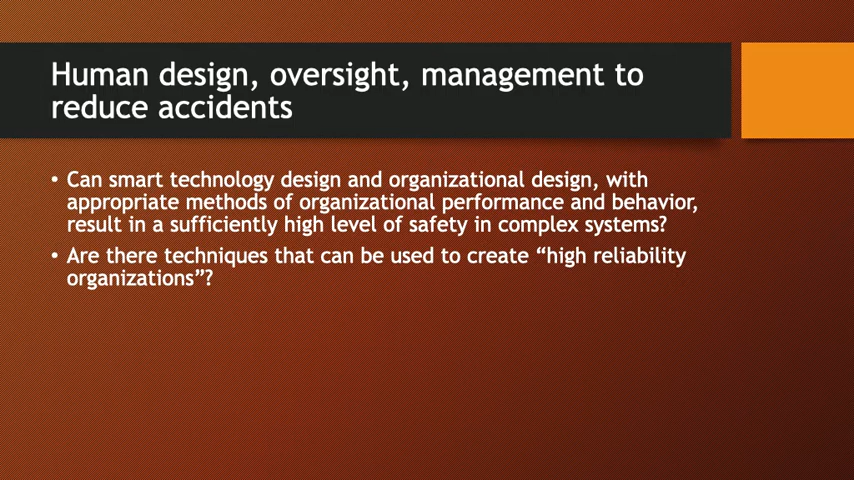 Human design, oversight, management to
reduce accidents
• Can smart technology design and organizational design, with
appropriate methods of organizational performance and behavior,
result in a sufficiently high level of safety in complex systems?
• Are there techniques that can be used to create “high reliability
organizations”?